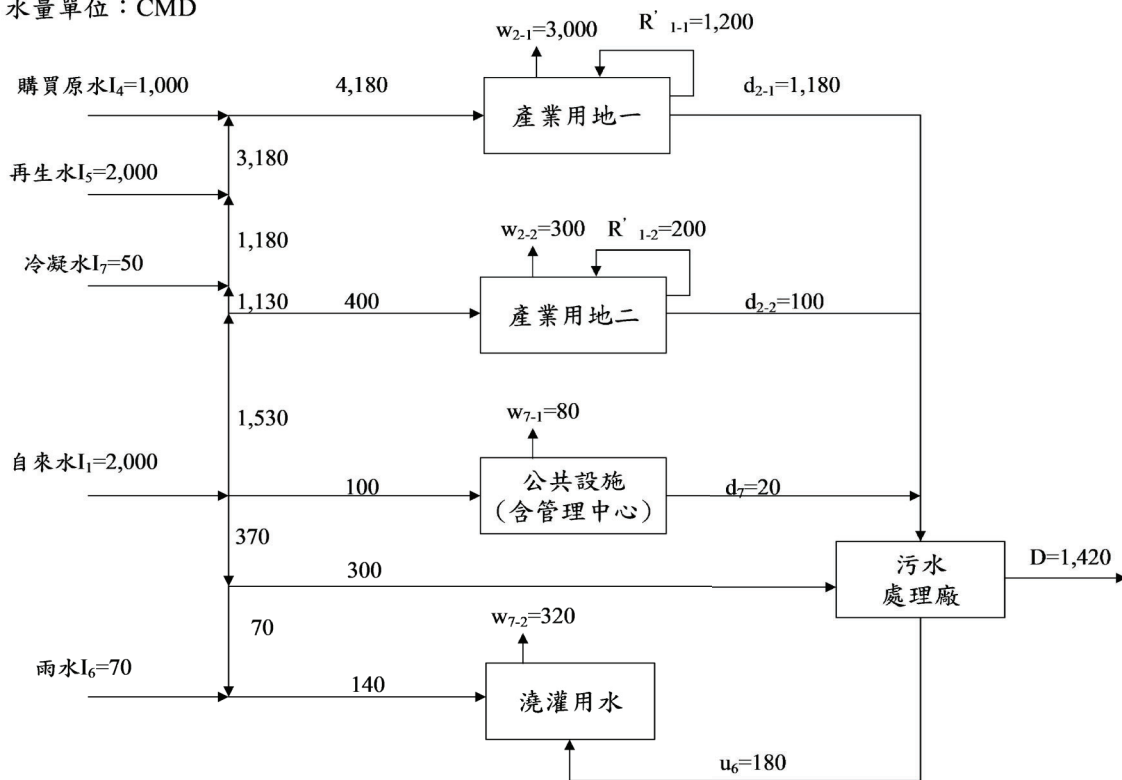 水量單位：CMD
w2-1=3,000
R' 1-1=1,200
購買原水I4=1,000
4,180
產業用地一
d2-1=1,180
3,180
再生水I5=2,000
1,180
w2-2=300
R' 1-2=200
冷凝水I7=50
1,130
400
產業用地二
d2-2=100
1,530
w7-1=80
自來水I1=2,000
100
公共設施
(含管理中心)
d7=20
370
300
污水
處理廠
D=1,420
70
w7-2=320
雨水I6=70
140
澆灌用水
u6=180